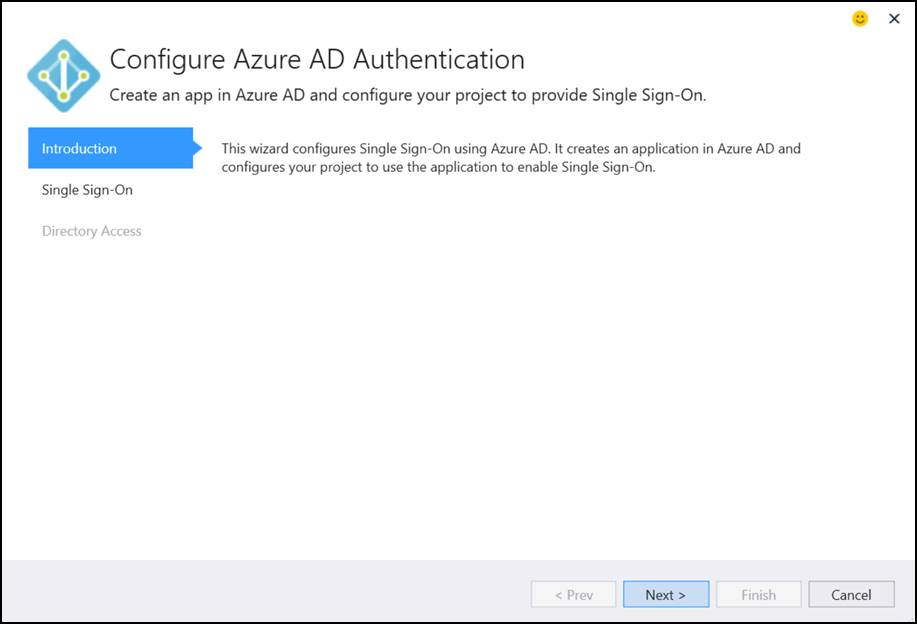 Configure Azure AD Authentication
Create an app in Azure AD and configure your project to provide Single Sign-On.
Introduction
This wizard configures Single Sign-On using Azure AD. It creates an application in Azure AD and
configures your project to use the application to enable Single Sign-On.
Single Sign-On
Directory Access
< Prev
Next >
Finish
Cancel